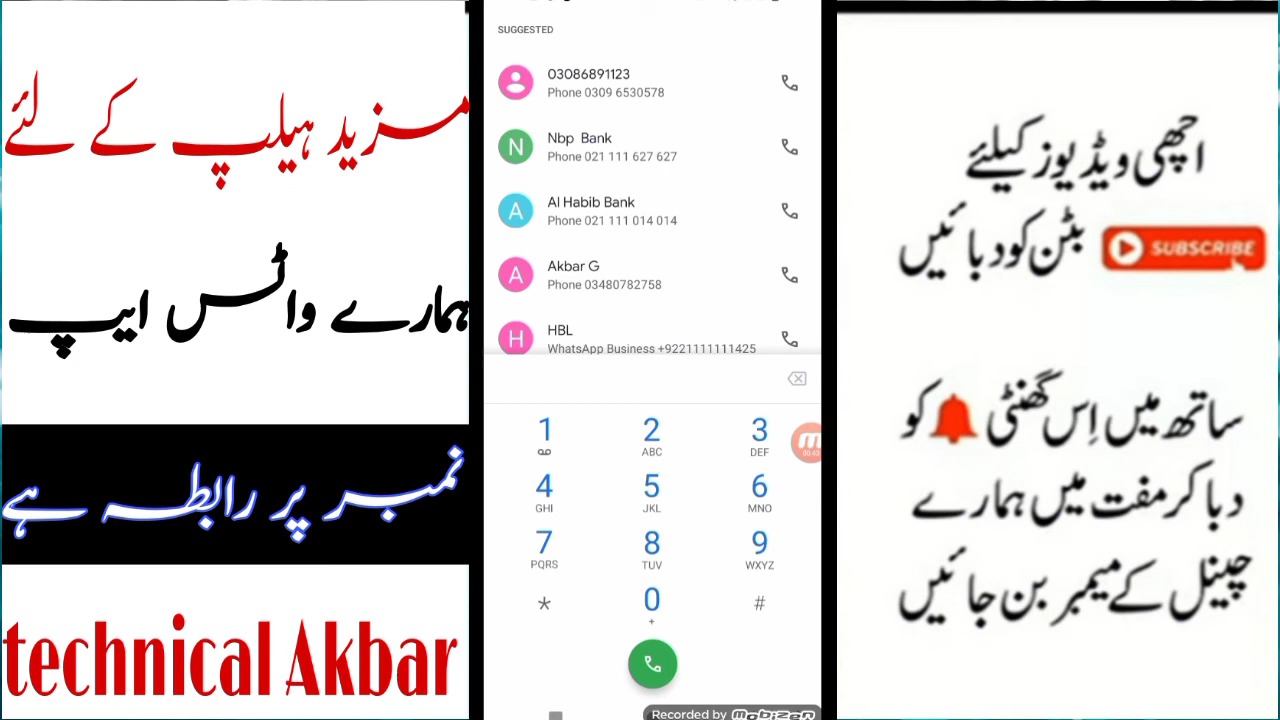 مزید ہیلپ کے لئے
ہمارے واٹس ایپ
نمبر پر رابطہ ہے
technical Akbar
SUGGESTED
03086891123
Phone 0309 6530578
Nbp Bank
Phone 021 111 627 627
Al Habib Bank
Phone 021 111 014 014
Akbar G
Phone 03480782758
HBL
WhatsApp Business +9221111111425
N
A
A
H
1 2 3
ABC DEF
00:43
4 5 6
GHI JKL MNO
7 8 9
PQRS TUV WXYZ
* 0 #
+
Recorded by mobizen
اچھی ویڈیوز کیلئے
SUBSCRIBE بٹن کو دبائیں
ساتھ میں اِس گھنٹی کو
دبا کر مفت میں ہمارے
چینل کے میمبر بن جائیں